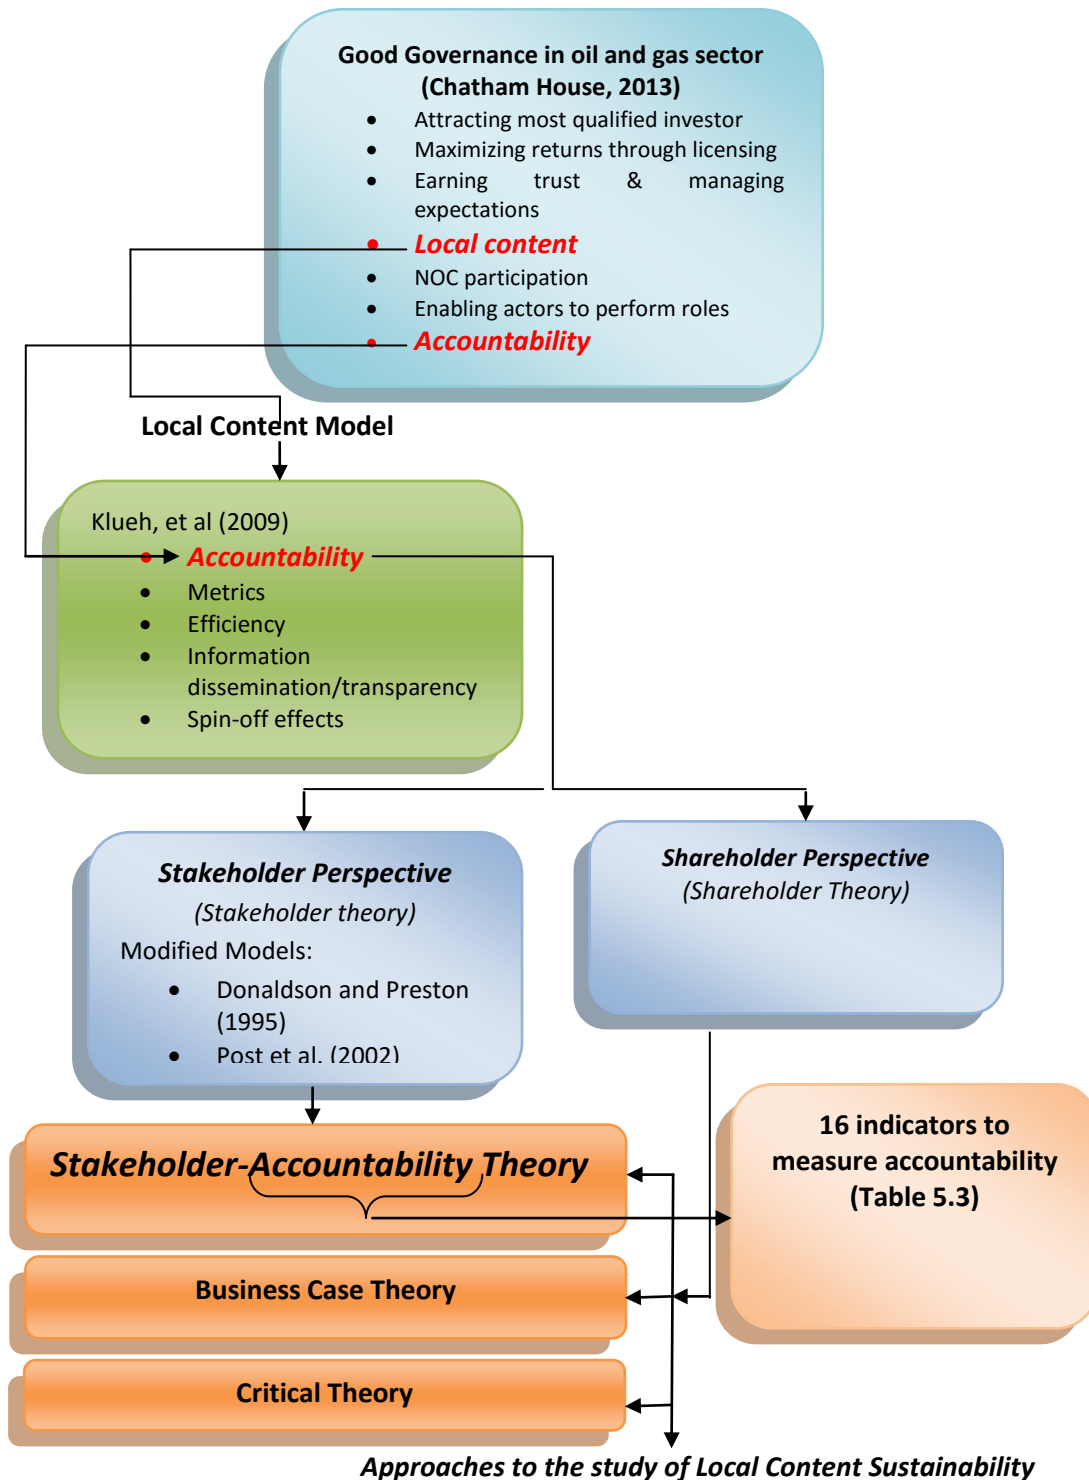 Good Governance in oil and gas sector
(Chatham House, 2013)
• Attracting most qualified investor
• Maximizing returns through licensing
• Earning trust & managing
expectations
• Local content
• NOC participation
• Enabling actors to perform roles
• Accountability
Local Content Model
Klueh, et al (2009)
• Accountability
• Metrics
• Efficiency
• Information
dissemination/transparency
• Spin-off effects
Stakeholder Perspective
(Stakeholder theory)
Modified Models:
• Donaldson and Preston
(1995)
• Post et al. (2002)
Shareholder Perspective
(Shareholder Theory)
Stakeholder-Accountability Theory
16 indicators to
measure accountability
(Table 5.3)
Business Case Theory
Critical Theory
Approaches to the study of Local Content Sustainability